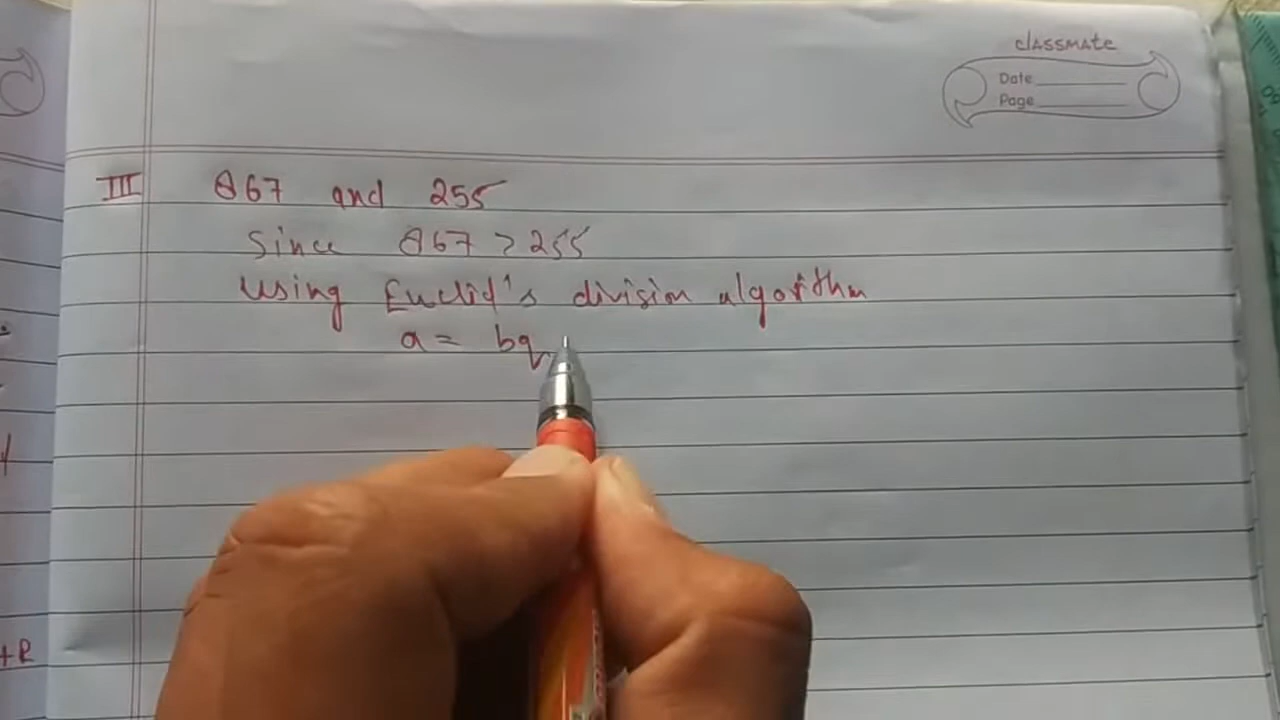 classmate
Date
Page
III 867 and 255
Since 867 > 255
Using Euclid's division algorithm
a = bq
+R